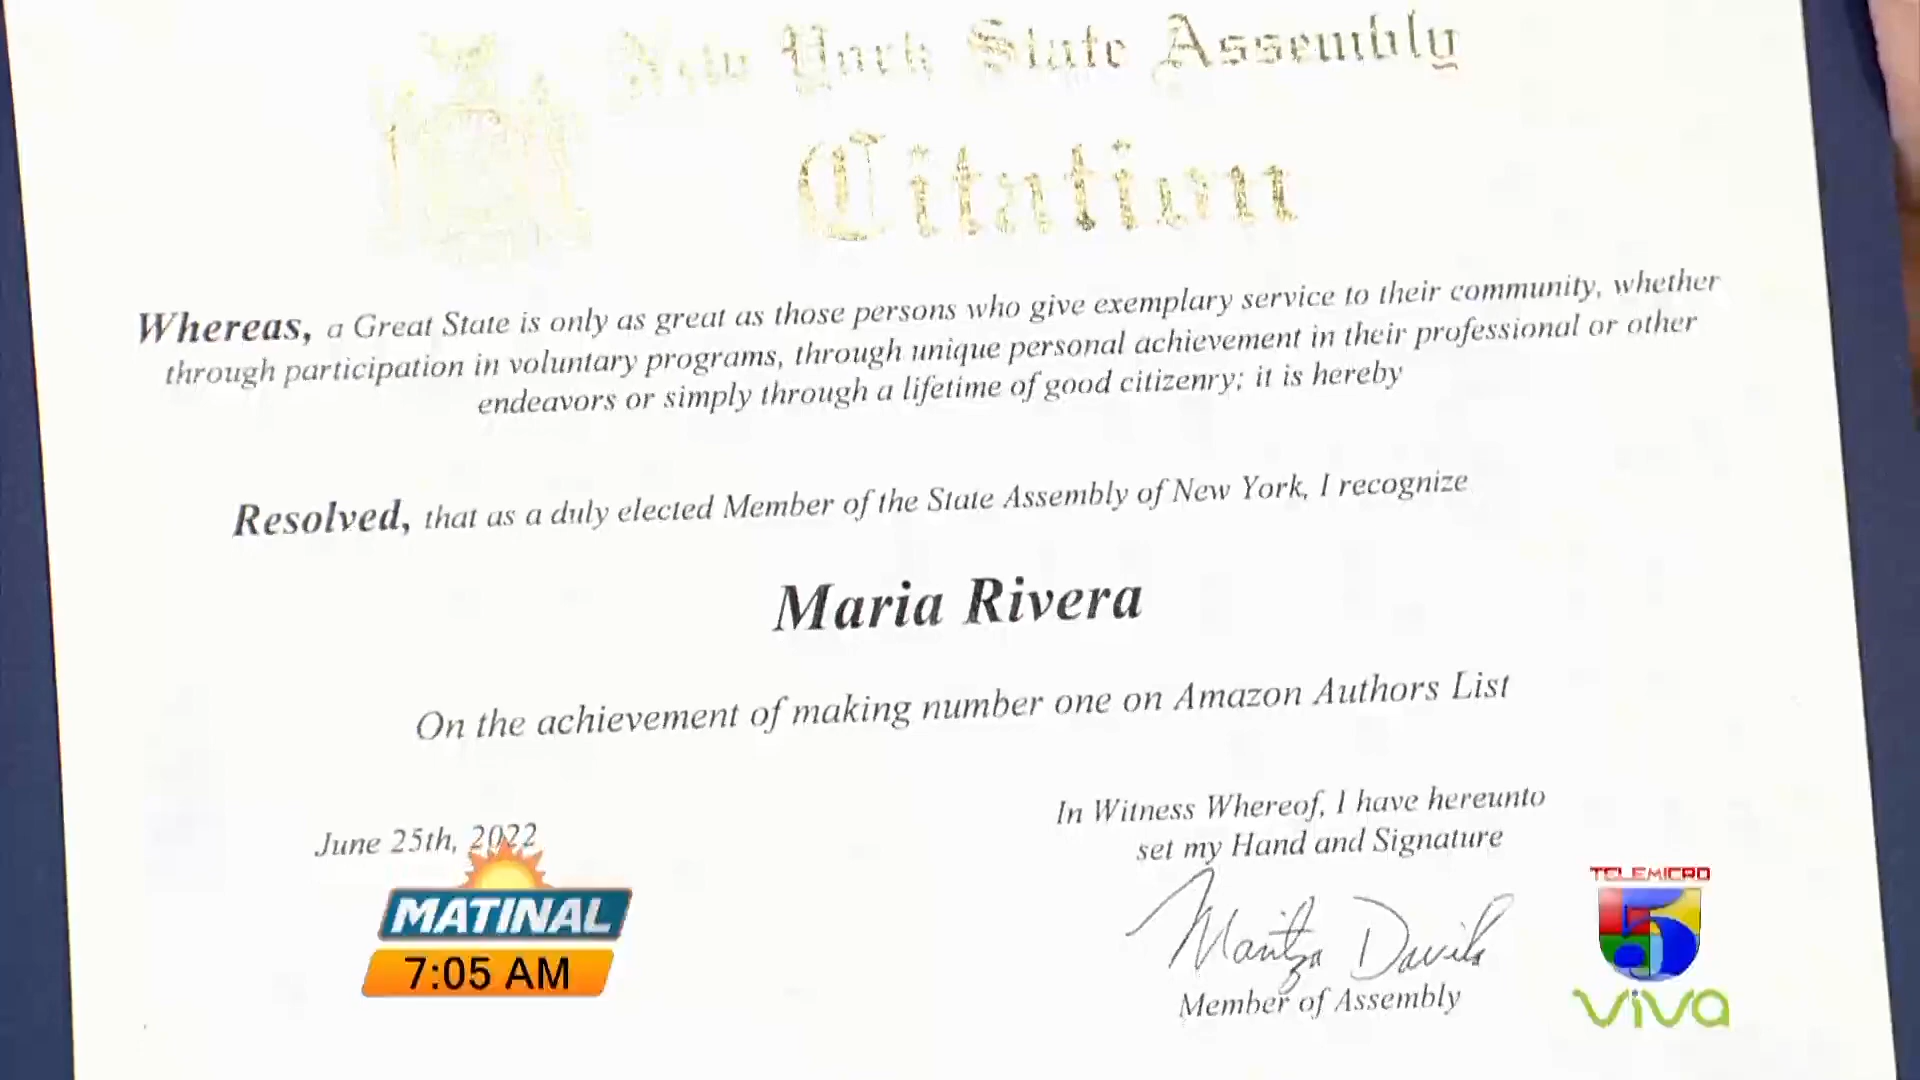 New York State Assembly
Citation
Whereas, a Great State is only as great as those persons who give exemplary service to their community, whether
through participation in voluntary programs, through unique personal achievement in their professional or other
endeavors or simply through a lifetime of good citizenry; it is hereby
Resolved, that as a duly elected Member of the State Assembly of New York, I recognize
Maria Rivera
On the achievement of making number one on Amazon Authors List
June 25th, 2022
In Witness Whereof, I have hereunto
set my Hand and Signature
Maritza Davila
Member of Assembly
MATINAL
7:05 AM
TELEMICRO
5
ViVa